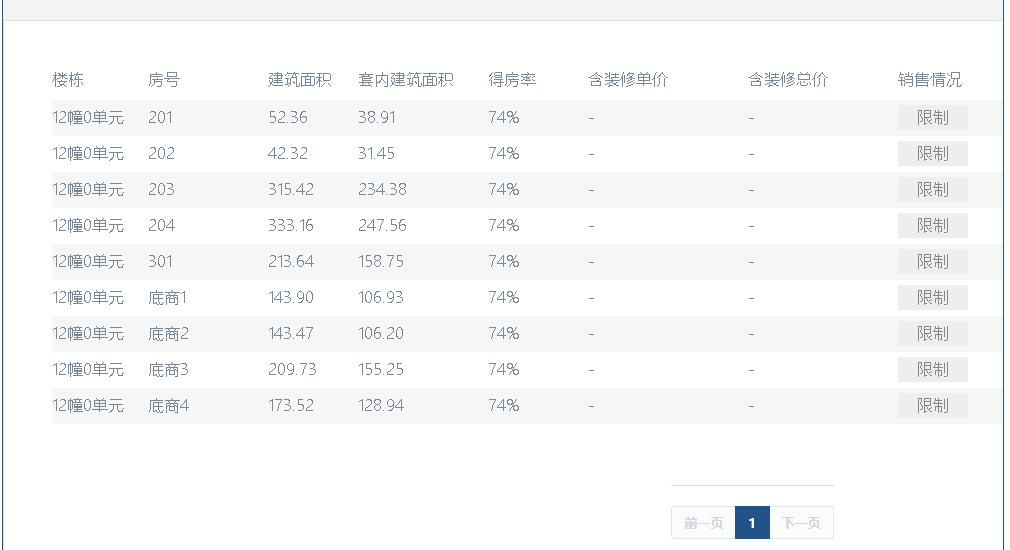 楼栋 房号 建筑面积 套内建筑面积 得房率 含装修单价 含装修总价 销售情况
12幢0单元 201 52.36 38.91 74% - - 限制
12幢0单元 202 42.32 31.45 74% - - 限制
12幢0单元 203 315.42 234.38 74% - - 限制
12幢0单元 204 333.16 247.56 74% - - 限制
12幢0单元 301 213.64 158.75 74% - - 限制
12幢0单元 底商1 143.90 106.93 74% - - 限制
12幢0单元 底商2 143.47 106.20 74% - - 限制
12幢0单元 底商3 209.73 155.25 74% - - 限制
12幢0单元 底商4 173.52 128.94 74% - - 限制
前一页 1 下一页